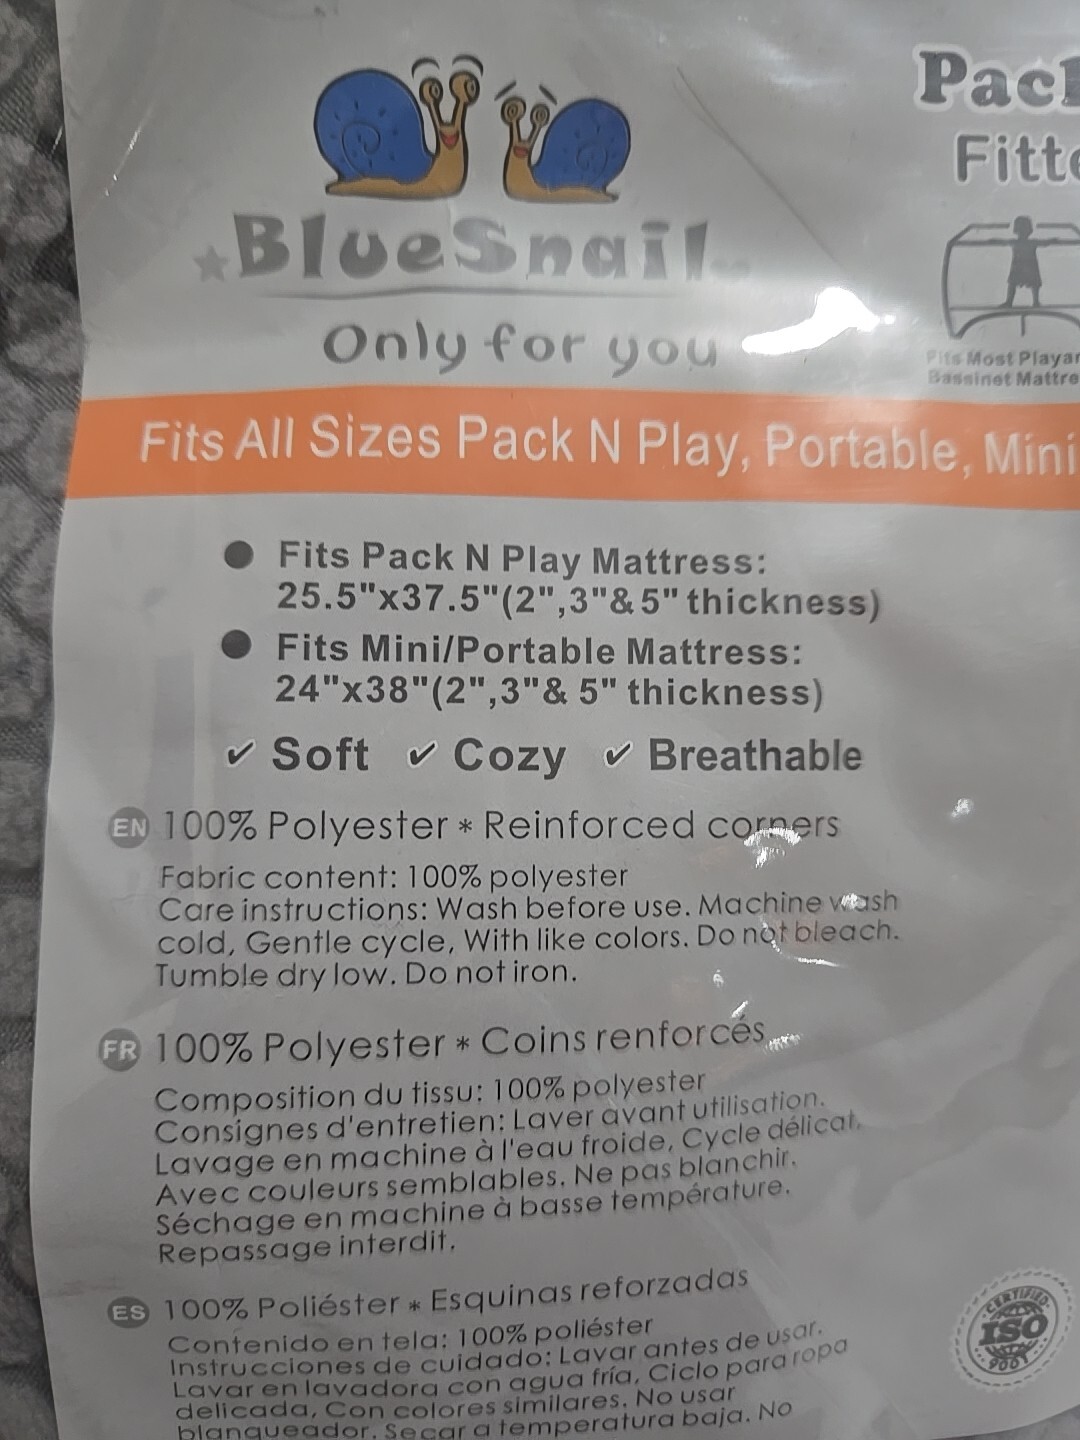 BlueSnail
Only for you
Fitte
Fits Most Playar
Bassinet Mattre
Fits All Sizes Pack N Play, Portable, Mini
● Fits Pack N Play Mattress:
25.5"x37.5"(2",3"&5" thickness)
● Fits Mini/Portable Mattress:
24"x38"(2",3"& 5" thickness)
✔ Soft ✔ Cozy ✔ Breathable
EN 100% Polyester * Reinforced corners
Fabric content: 100% polyester
Care instructions: Wash before use. Machine wash
cold, Gentle cycle, With like colors. Do not bleach.
Tumble dry low. Do not iron.
FR 100% Polyester * Coins renforcés
Composition du tissu: 100% polyester
Consignes d'entretien: Laver avant utilisation.
Lavage en machine à l'eau froide, Cycle délicat,
Avec couleurs semblables. Ne pas blanchir.
Séchage en machine à basse température.
Repassage interdit.
ES 100% Poliéster * Esquinas reforzadas
Contenido en tela: 100% poliéster
Instrucciones de cuidado: Lavar antes de usar.
Lavar en lavadora con agua fría, Ciclo para ropa
delicada, Con colores similares. No usar
blanqueador. Secar a temperatura baja. No
CERTIFIED
ISO
9001